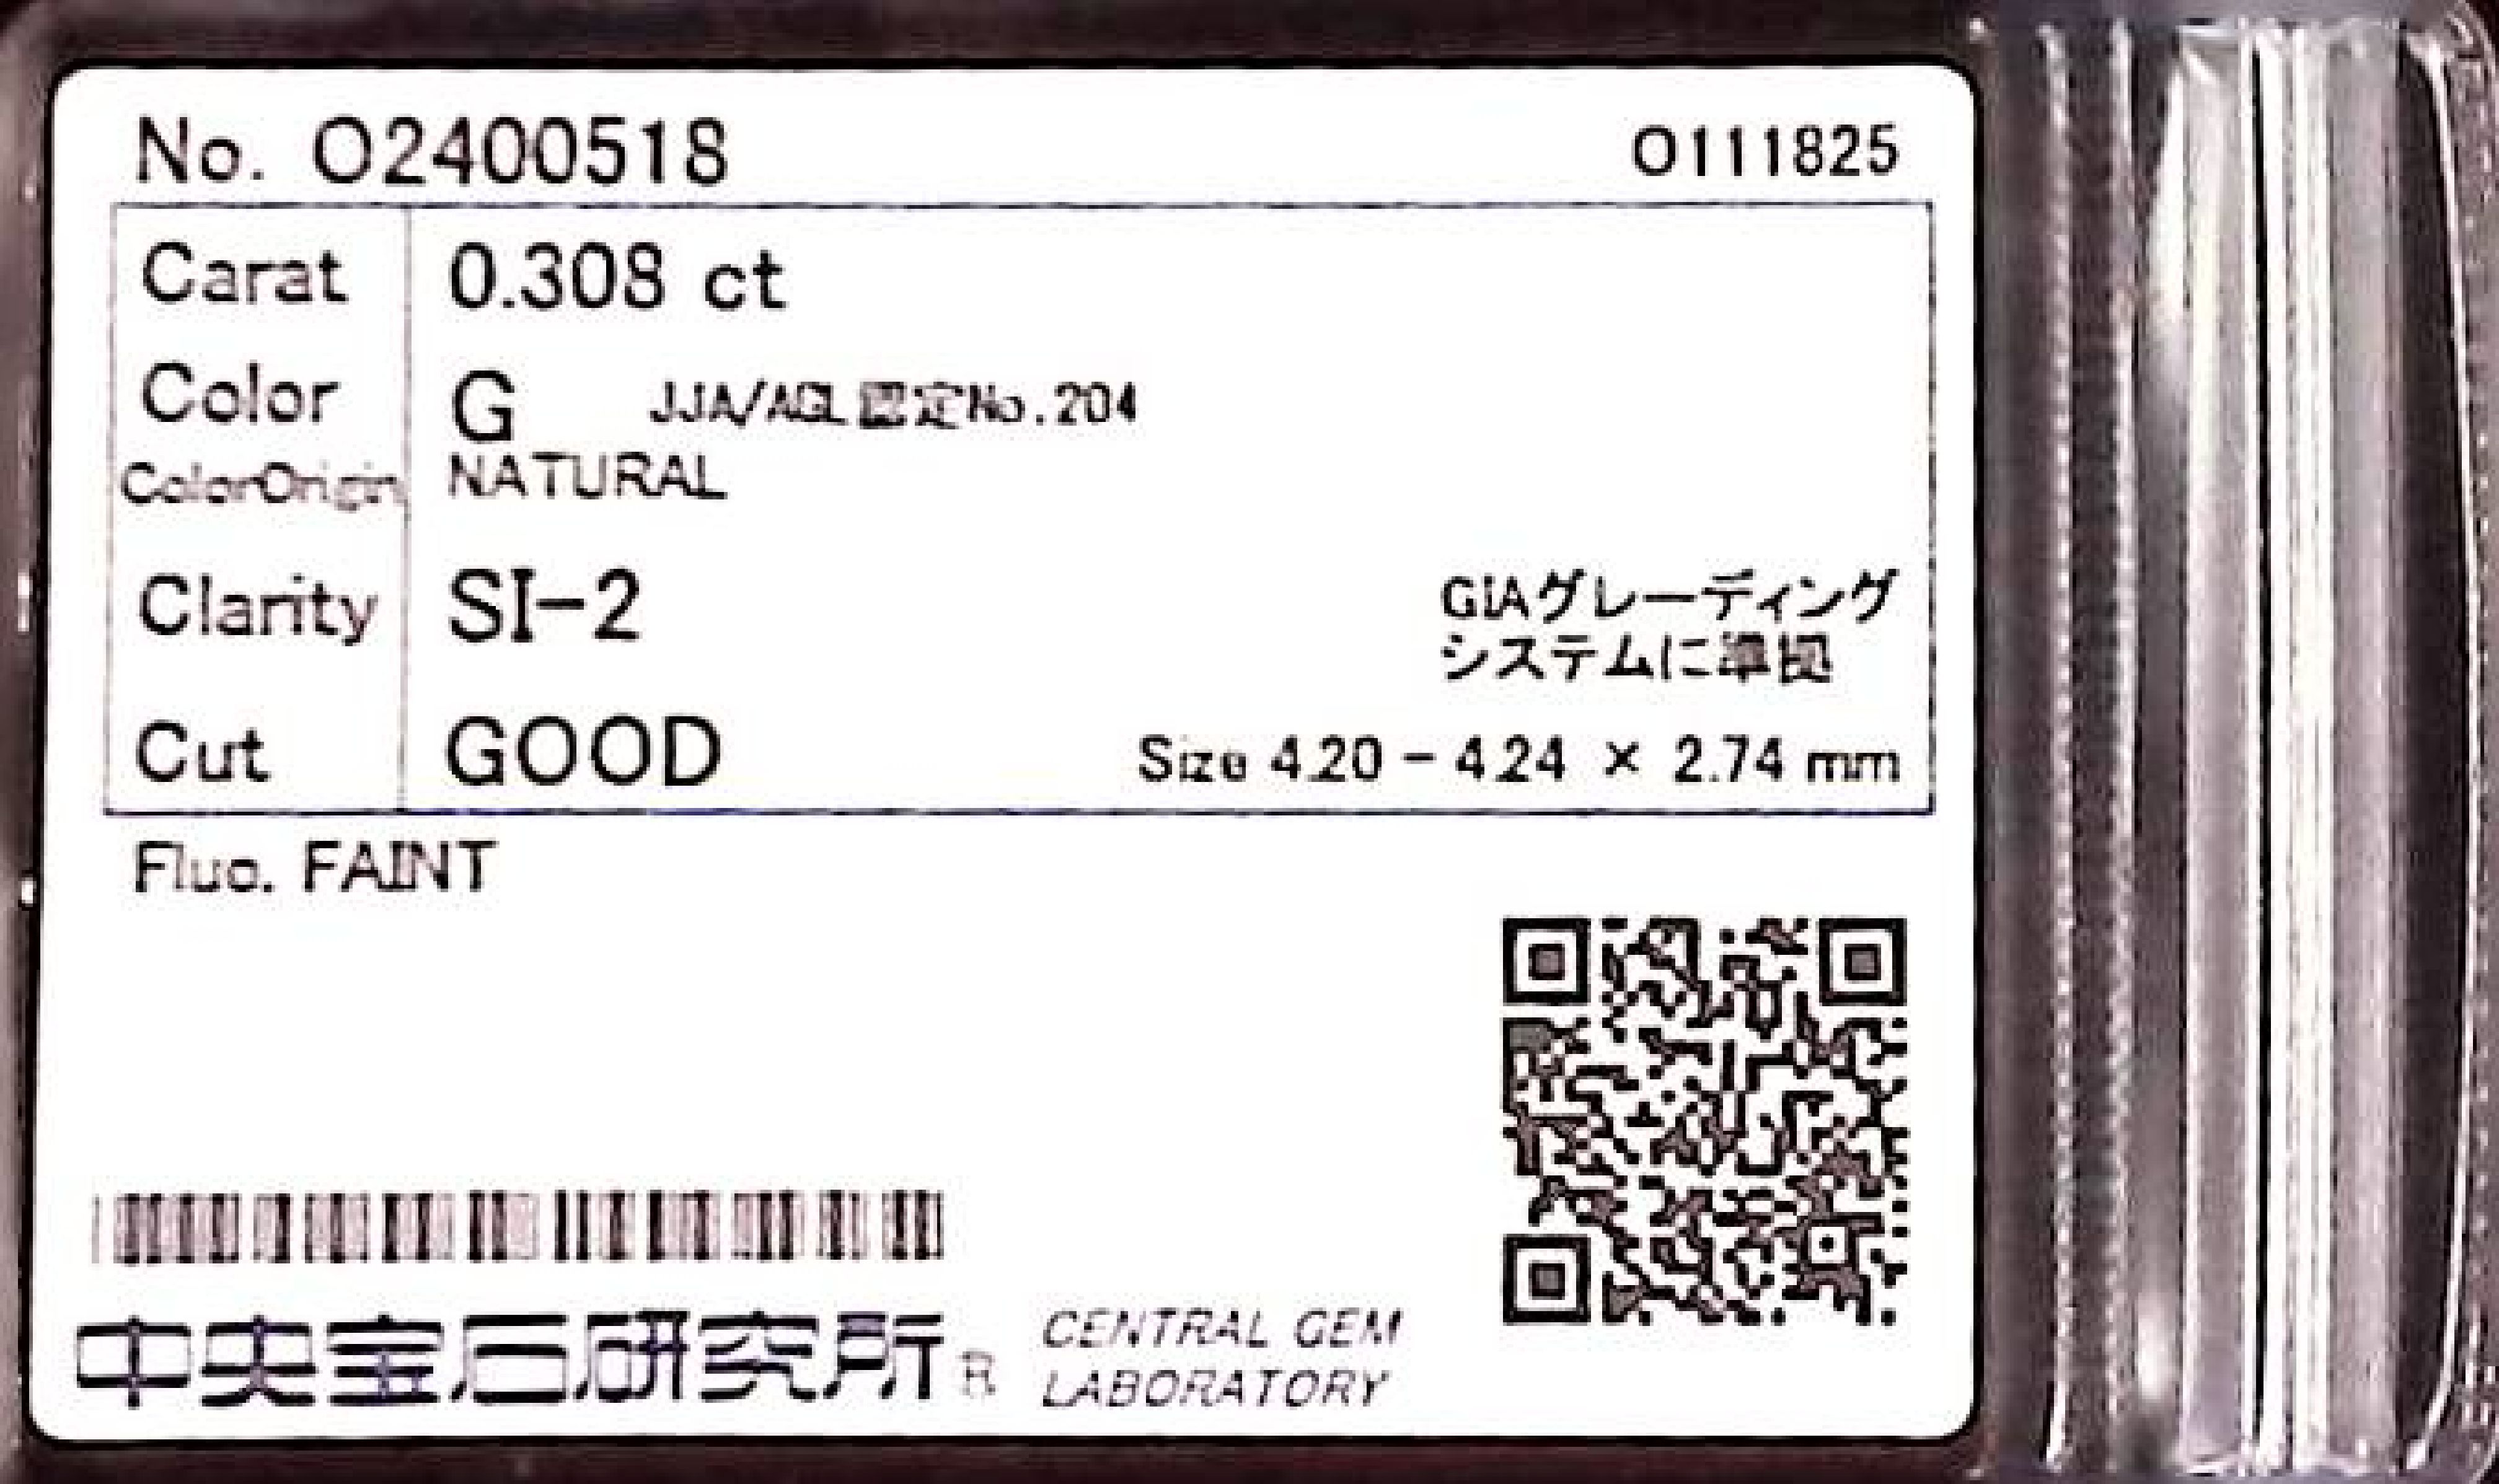 No. O2400518 O111825
Carat 0.308 ct
Color G JJA/AGL認定No.204
ColorOrigin NATURAL
Clarity SI-2
GIAグレーディング
システムに準拠
Cut GOOD Size 4.20 - 4.24 × 2.74 mm
Fluo. FAINT
中央宝石研究所 R
CENTRAL GEM
LABORATORY